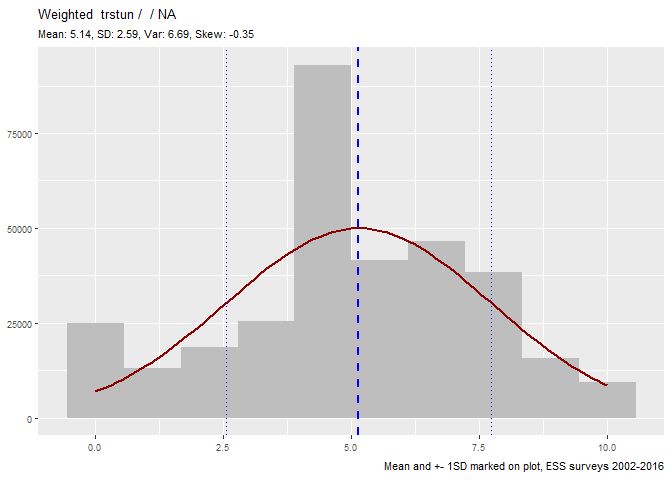 Weighted  trstun /  / NA
Mean: 5.14, SD: 2.59, Var: 6.69, Skew: -0.35
75000
50000
25000
0
0.0 2.5 5.0 7.5 10.0
Mean and +- 1SD marked on plot, ESS surveys 2002-2016